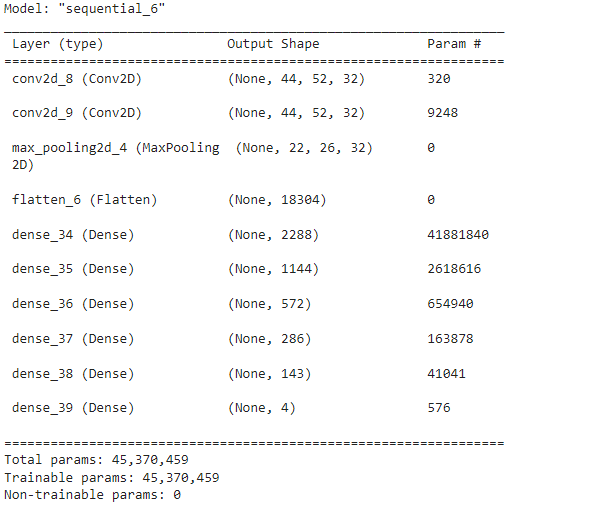 Model: "sequential_6"
_________________________________________________________________
Layer (type) Output Shape Param #
=================================================================
conv2d_8 (Conv2D) (None, 44, 52, 32) 320
conv2d_9 (Conv2D) (None, 44, 52, 32) 9248
max_pooling2d_4 (MaxPooling (None, 22, 26, 32) 0
2D)
flatten_6 (Flatten) (None, 18304) 0
dense_34 (Dense) (None, 2288) 41881840
dense_35 (Dense) (None, 1144) 2618616
dense_36 (Dense) (None, 572) 654940
dense_37 (Dense) (None, 286) 163878
dense_38 (Dense) (None, 143) 41041
dense_39 (Dense) (None, 4) 576
=================================================================
Total params: 45,370,459
Trainable params: 45,370,459
Non-trainable params: 0